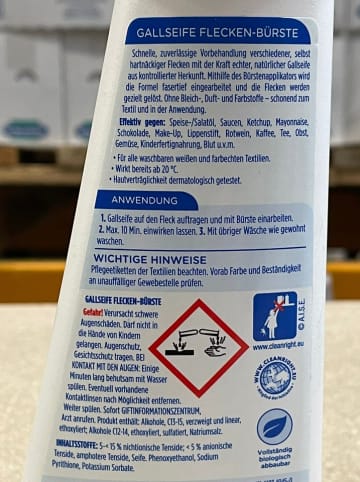 GALLSEIFE FLECKEN-BÜRSTE
Schnelle, zuverlässige Vorbehandlung verschiedener, selbst
hartnäckiger Flecken mit der Kraft echter, natürlicher Gallseife
aus kontrollierter Herkunft. Mithilfe des Bürstenapplikators wird
die Formel fasertief eingearbeitet und die Flecken werden
gezielt gelöst. Ohne Bleich-, Duft- und Farbstoffe – schonend zum
Textil und in der Anwendung.
Effektiv gegen: Speise-/Salatöl, Saucen, Ketchup, Mayonnaise,
Schokolade, Make-Up, Lippenstift, Rotwein, Kaffee, Tee, Obst,
Gemüse, Kindernahrung, Blut u.v.m.
• Für alle waschbaren weißen und farbechten Textilien.
• Wirkt bereits ab 20 °C.
• Hautverträglichkeit dermatologisch getestet.
ANWENDUNG
1. Gallseife auf den Fleck auftragen und mit Bürste einarbeiten.
2. Max. 10 Min. einwirken lassen. 3. Mit übriger Wäsche wie gewohnt
waschen.
WICHTIGE HINWEISE
Pflegeetiketten der Textilien beachten. Vorab Farbe und Beständigkeit
an unauffälliger Gewebestelle prüfen.
GALLSEIFE FLECKEN-BÜRSTE
Gefahr! Verursacht schwere
Augenschäden. Darf nicht in
die Hände von Kindern
gelangen. Augenschutz,
Gesichtsschutz tragen. BEI
KONTAKT MIT DEN AUGEN: Einige
Minuten lang behutsam mit Wasser
spülen. Eventuell vorhandene
Kontaktlinsen nach Möglichkeit entfernen.
Weiter spülen. Sofort GIFTINFORMATIONSZENTRUM,
Arzt anrufen. Produkt enthält: Alkohole, C13-15, verzweigt und linear,
ethoxyliert; Alkohole C12-14, ethoxyliert, sulfatiert, Natriumsalz.
INHALTSSTOFFE: 5-< 15 % nichtionische Tenside; < 5 % anionische
Tenside, amphotere Tenside, Seife, Phenoxyethanol, Sodium
Pyrithione, Potassium Sorbate.
© A.I.S.E.
www.cleanright.eu
WWW.CLEANRIGHT.EU
Vollständig
biologisch
abbaubar